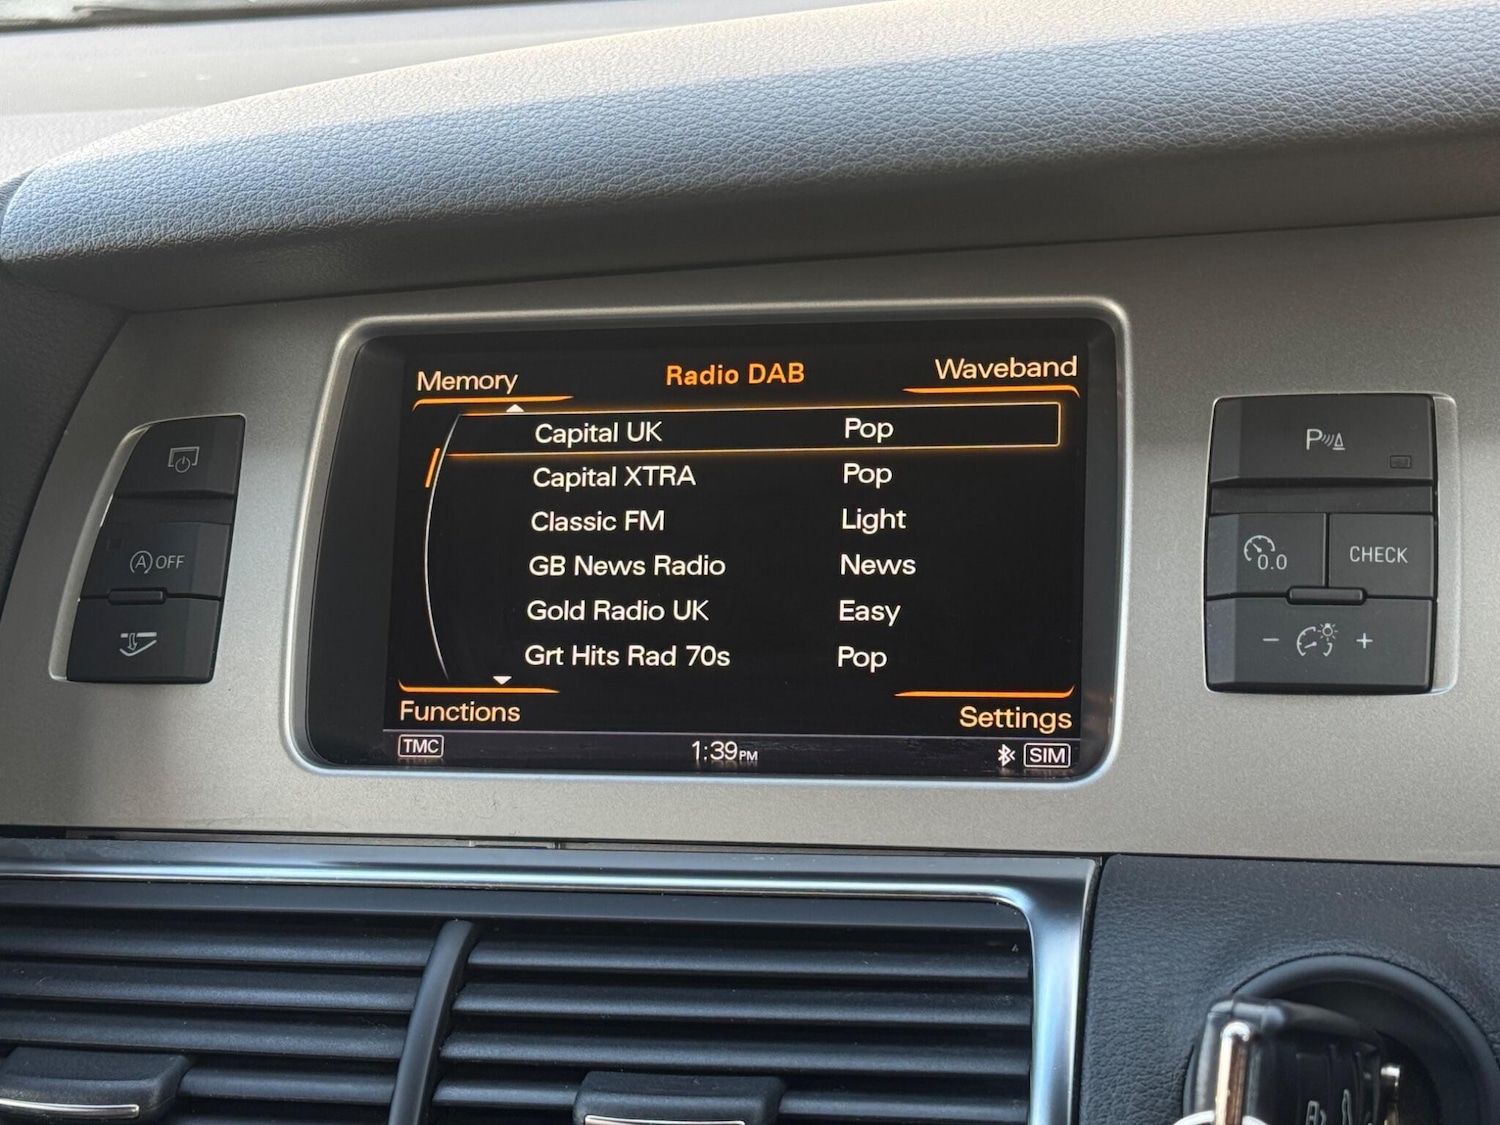 Memory Radio DAB Waveband
Capital UK Pop
Capital XTRA Pop
Classic FM Light
GB News Radio News
Gold Radio UK Easy
Grt Hits Rad 70s Pop
Functions Settings
TMC 1:39PM SIM
A OFF
P
0.0 CHECK
− +